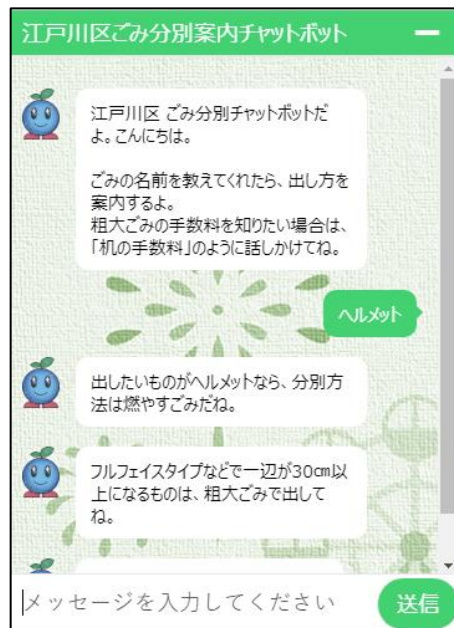 江戸川区ごみ分別案内チャットボット
江戸川区 ごみ分別チャットボットだ
よ。こんにちは。
ごみの名前を教えてくれたら、出し方を
案内するよ。
粗大ごみの手数料を知りたい場合は、
「机の手数料」のように話しかけてね。
ヘルメット
出したいものがヘルメットなら、分別方
法は燃やすごみだね。
フルフェイスタイプなどで一辺が30㎝以
上になるものは、粗大ごみで出して
ね。
メッセージを入力してください
送信